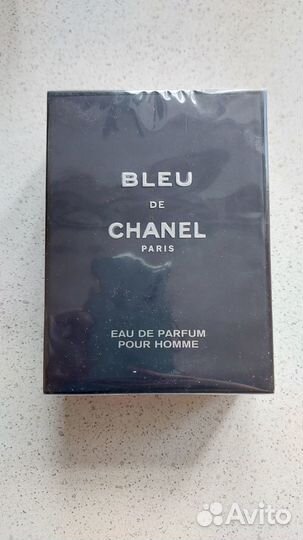 BLEU
DE
CHANEL
PARIS
EAU DE PARFUM
POUR HOMME
Avito